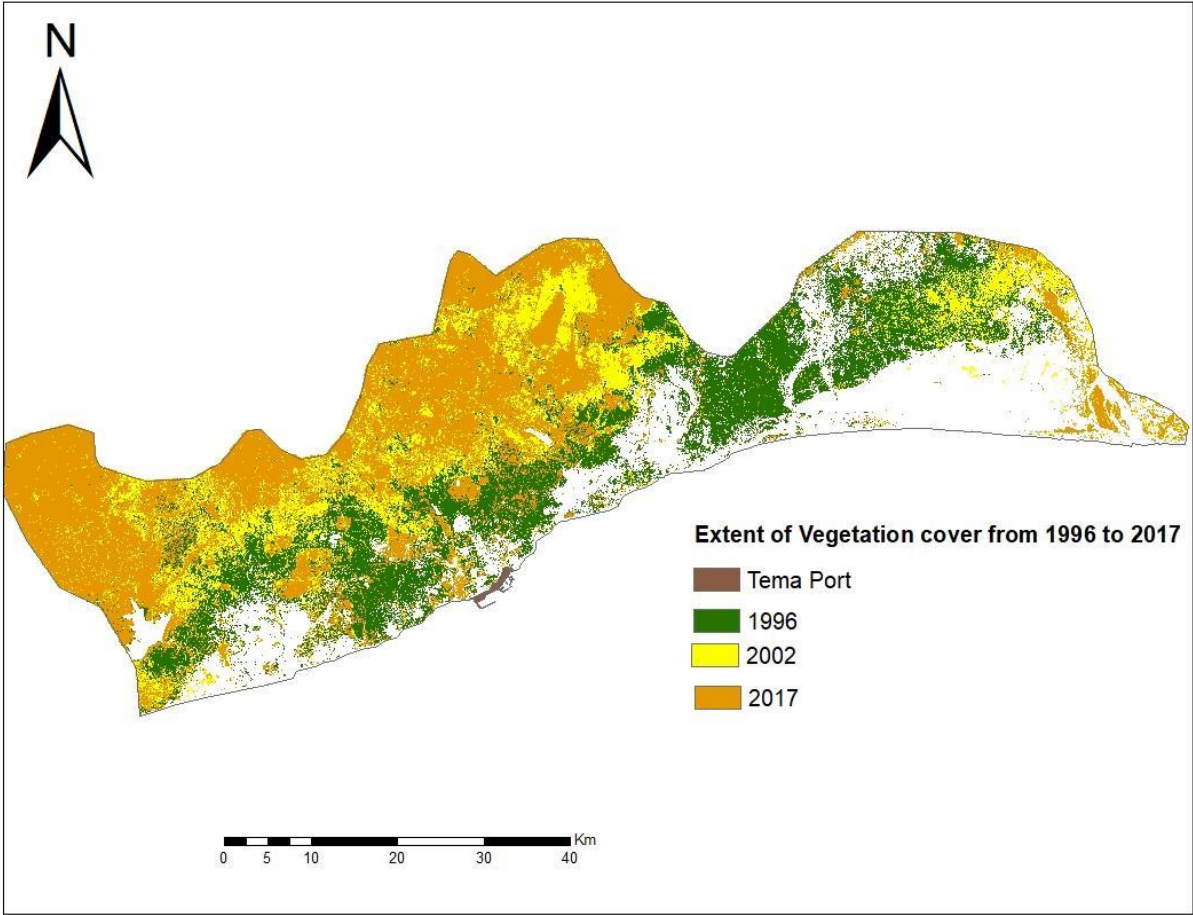 N
Extent of Vegetation cover from 1996 to 2017
Tema Port
1996
2002
2017
Km
0 5 10 20 30 40